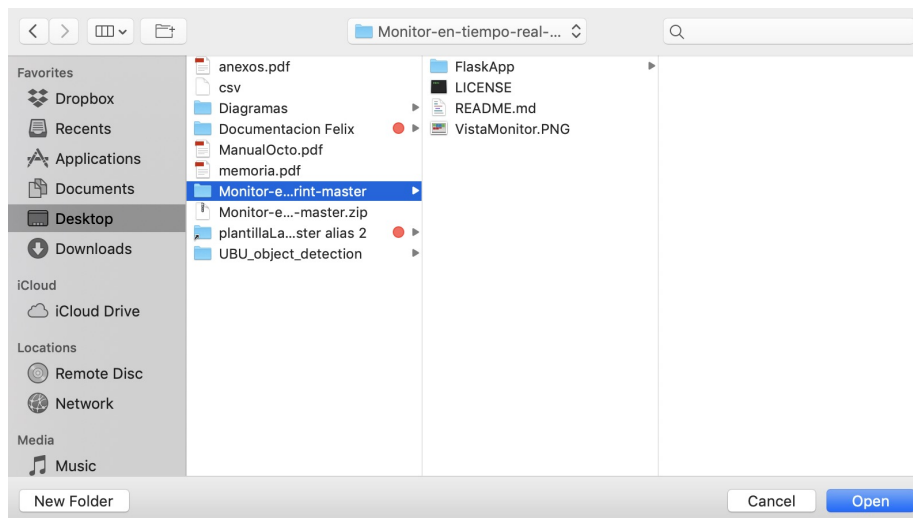 Monitor-en-tiempo-real-...
Favorites
Dropbox
Recents
Applications
Documents
Desktop
Downloads
iCloud
iCloud Drive
Locations
Remote Disc
Network
Media
Music
anexos.pdf
csv
Diagramas
Documentacion Felix
ManualOcto.pdf
memoria.pdf
Monitor-e...rint-master
Monitor-e...-master.zip
plantillaLa...ster alias 2
UBU_object_detection
FlaskApp
LICENSE
README.md
VistaMonitor.PNG
New Folder
Cancel
Open